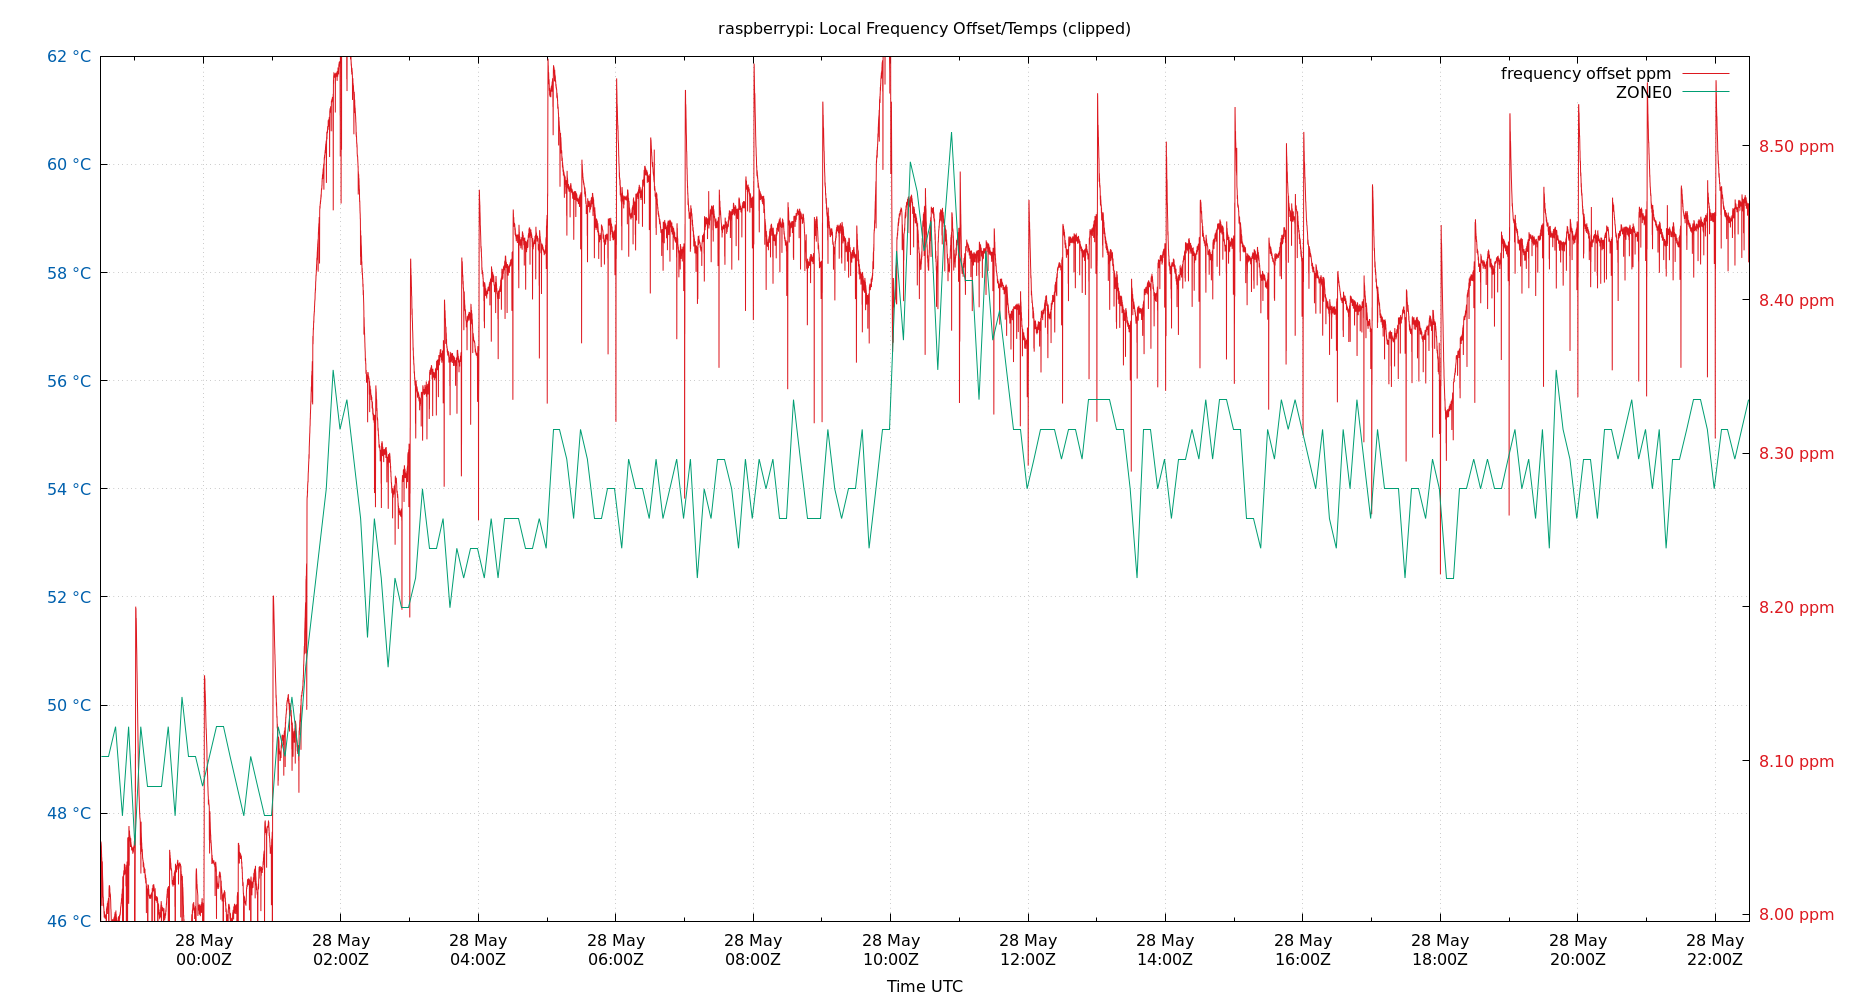 raspberrypi: Local Frequency Offset/Temps (clipped)
frequency offset ppm
ZONE0
62 °C
60 °C
58 °C
56 °C
54 °C
52 °C
50 °C
48 °C
46 °C
8.50 ppm
8.40 ppm
8.30 ppm
8.20 ppm
8.10 ppm
8.00 ppm
28 May 28 May 28 May 28 May 28 May 28 May 28 May 28 May 28 May 28 May 28 May 28 May
00:00Z 02:00Z 04:00Z 06:00Z 08:00Z 10:00Z 12:00Z 14:00Z 16:00Z 18:00Z 20:00Z 22:00Z
Time UTC